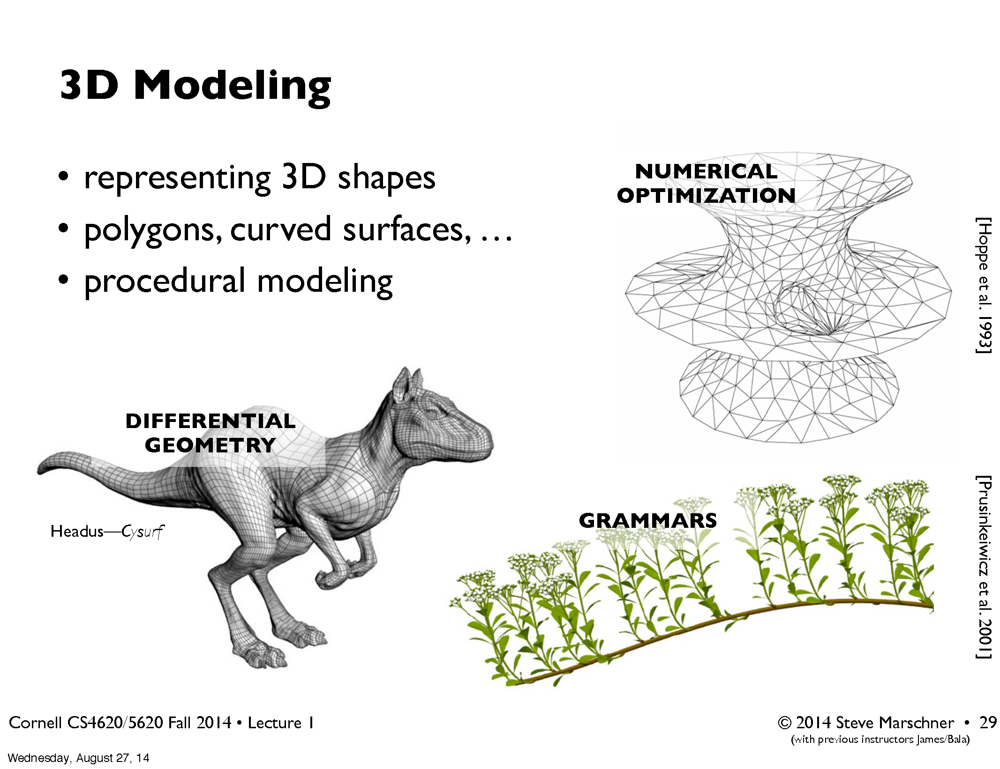 3D Modeling
• representing 3D shapes
• polygons, curved surfaces, …
• procedural modeling
NUMERICAL
OPTIMIZATION
[Hoppe et al. 1993]
DIFFERENTIAL
GEOMETRY
Headus—Cysurf
GRAMMARS
[Prusinkeiwicz et al. 2001]
Cornell CS4620/5620 Fall 2014 • Lecture 1
© 2014 Steve Marschner • 29
(with previous instructors James/Bala)
Wednesday, August 27, 14